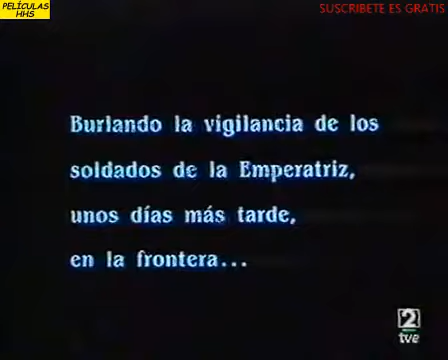 PELÍCULAS
HHS
SUSCRIBETE ES GRATIS
Burlando la vigilancia de los
soldados de la Emperatriz,
unos días más tarde,
en la frontera...
2
tve